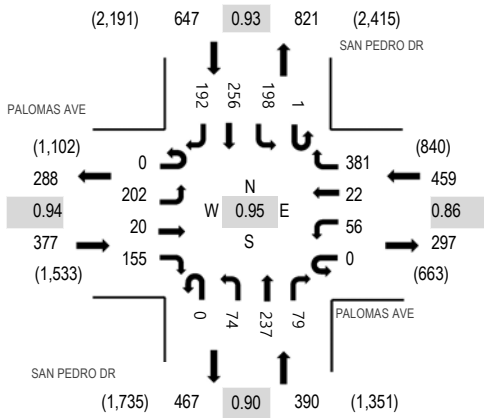 (2,191) 647 0.93 821 (2,415)
SAN PEDRO DR
PALOMAS AVE
192 256 198 1
(1,102) 0 381 (840)
288 459
202 22
0.94 W N 0.95 S E 0.86
20 56
377 297
155 0
(1,533) (663)
0 74 237 79
PALOMAS AVE
SAN PEDRO DR
(1,735) 467 0.90 390 (1,351)